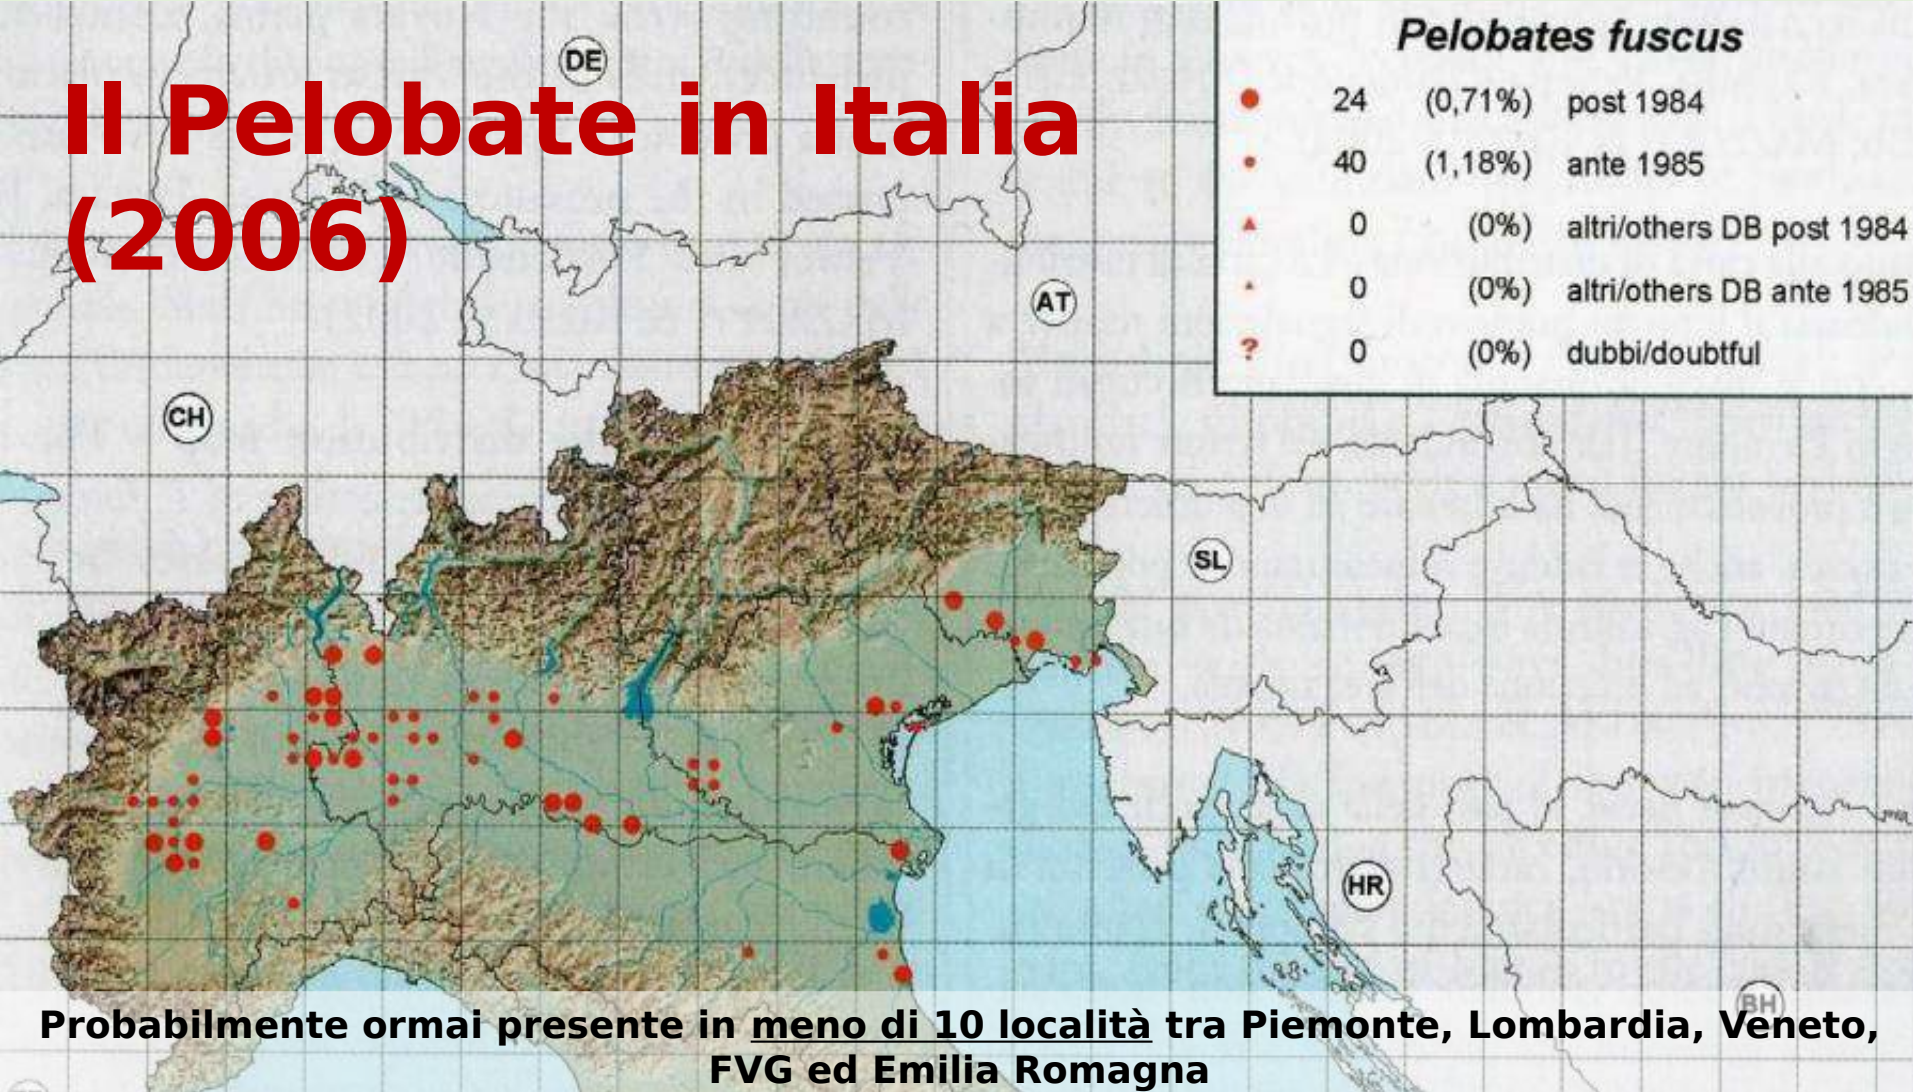 Il Pelobate in Italia
(2006)
Pelobates fuscus
24 (0,71%) post 1984
40 (1,18%) ante 1985
0 (0%) altri/others DB post 1984
0 (0%) altri/others DB ante 1985
? 0 (0%) dubbi/doubtful
DE
AT
CH
SL
HR
BH
Probabilmente ormai presente in meno di 10 località tra Piemonte, Lombardia, Veneto,
FVG ed Emilia Romagna